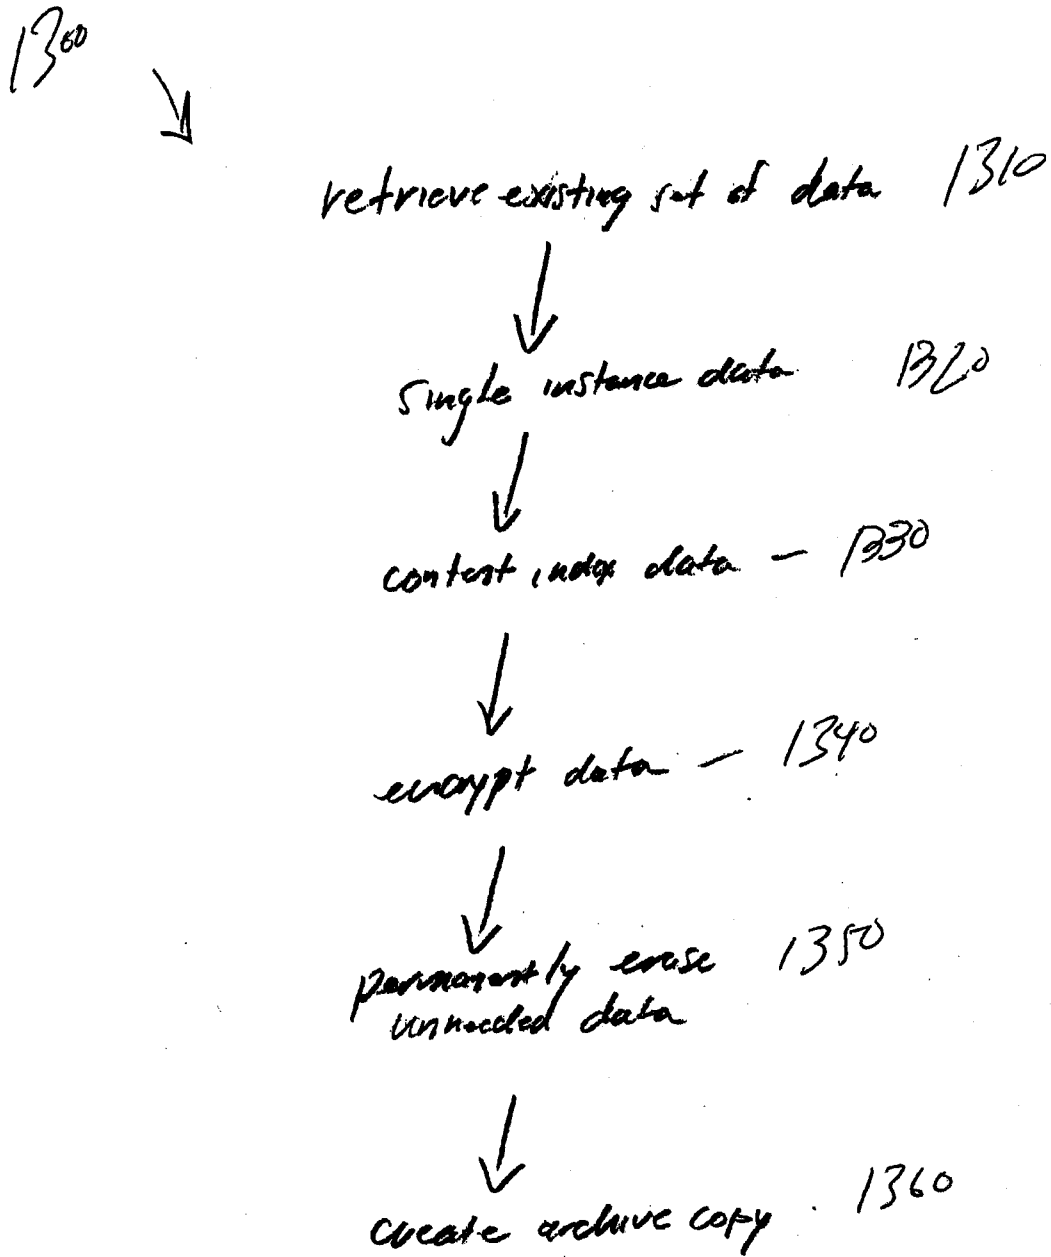 1300
retrieve existing set of data 1310
single instance data 1320
content index data — 1330
encrypt data — 1340
permanently erase 1350
unneeded data
create archive copy 1360